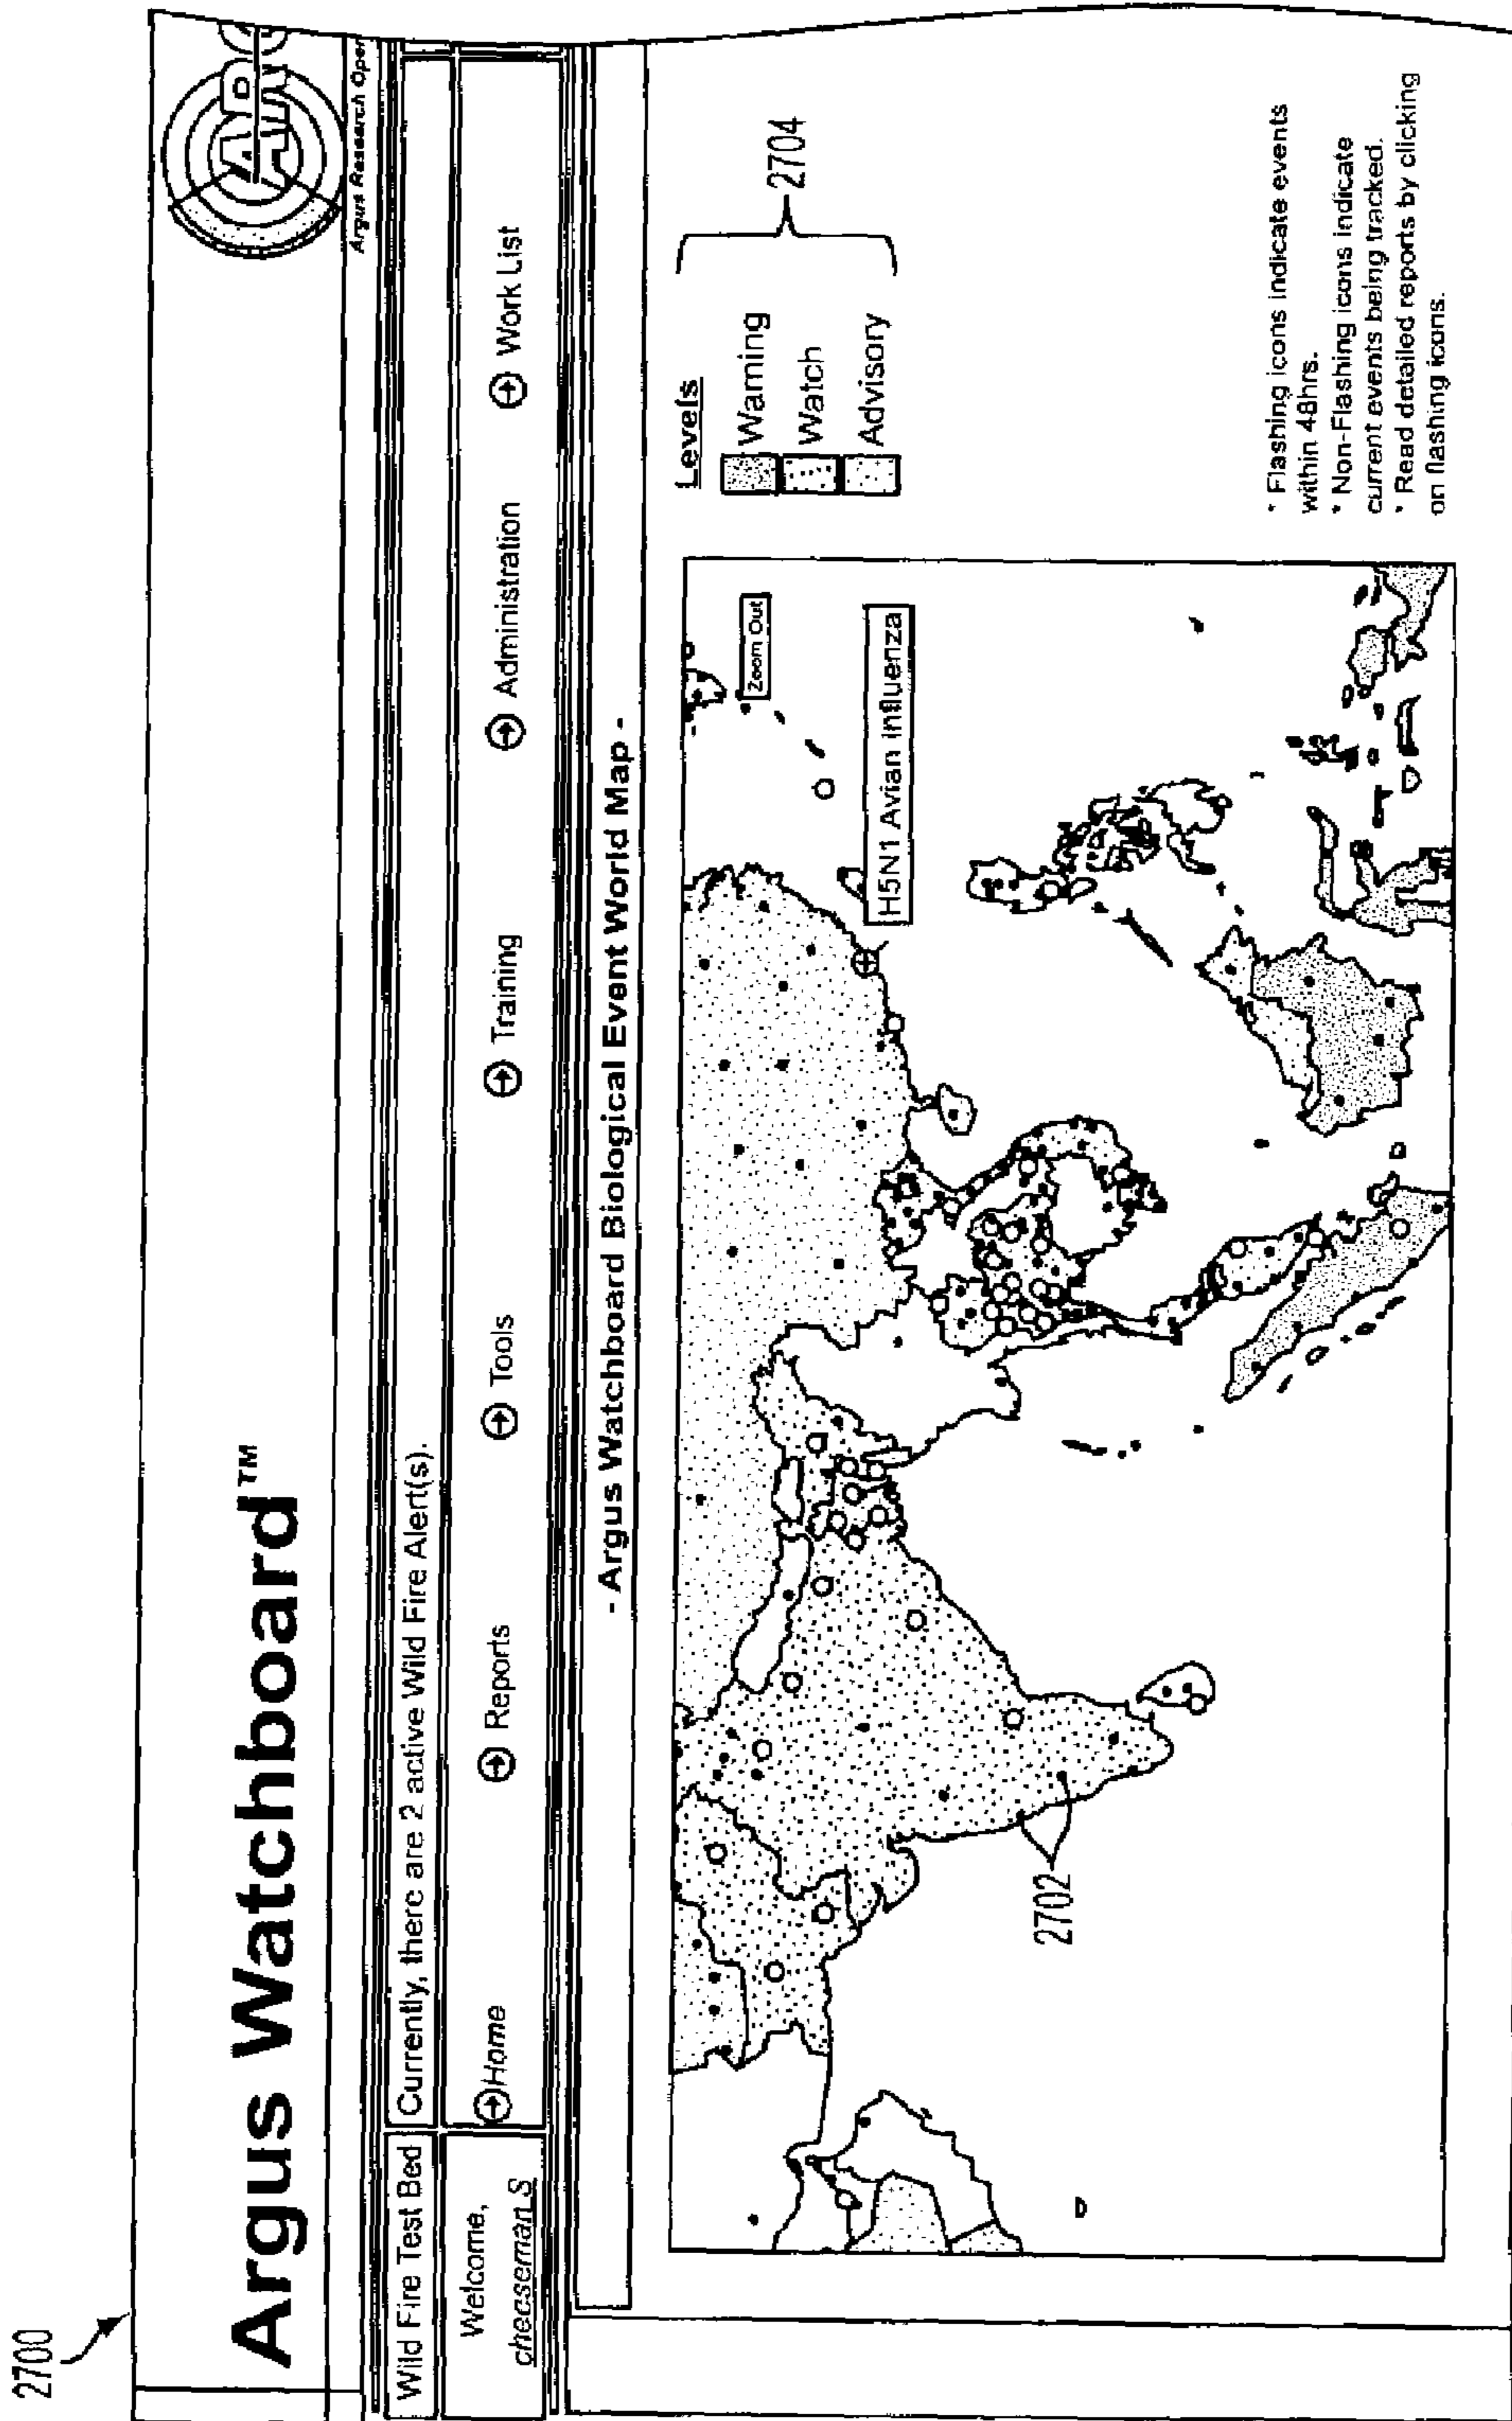 2700
Argus Watchboard™
Argus Research Oper
Wild Fire Test Bed
Currently, there are 2 active Wild Fire Alert(s).
Welcome,
Home
Reports
Tools
Training
Administration
Work List
- Argus Watchboard Biological Event World Map -
Zoom Out
H5N1 Avian Influenza
2702
Levels
Warning
Watch
Advisory
2704
* Flashing icons indicate events
within 48hrs.
* Non-Flashing icons indicate
current events being tracked.
* Read detailed reports by clicking
on flashing icons.